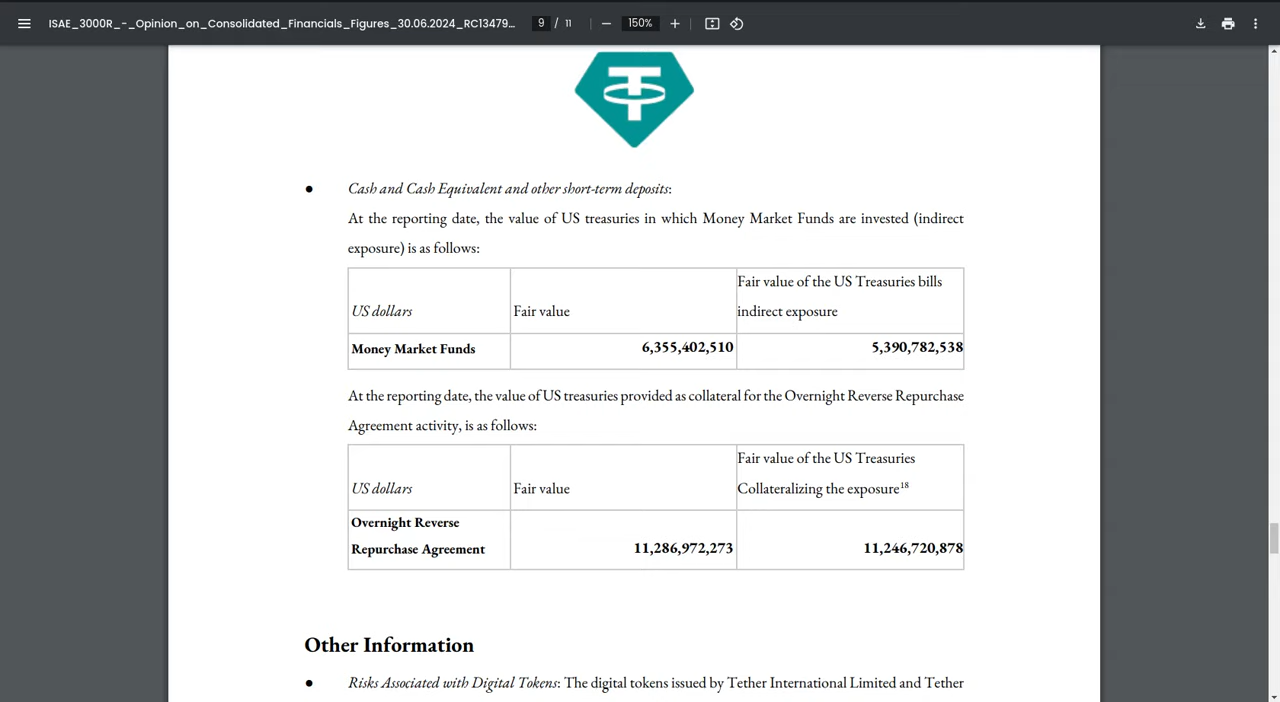 ISAE_3000R_-_Opinion_on_Consolidated_Financials_Figures_30.06.2024_RC13479... 9 / 11 — 150% +
• Cash and Cash Equivalent and other short-term deposits:
At the reporting date, the value of US treasuries in which Money Market Funds are invested (indirect
exposure) is as follows:
Fair value of the US Treasuries bills
US dollars Fair value indirect exposure
Money Market Funds 6,355,402,510 5,390,782,538
At the reporting date, the value of US treasuries provided as collateral for the Overnight Reverse Repurchase
Agreement activity, is as follows:
Fair value of the US Treasuries
US dollars Fair value Collateralizing the exposure18
Overnight Reverse
Repurchase Agreement 11,286,972,273 11,246,720,878
Other Information
• Risks Associated with Digital Tokens: The digital tokens issued by Tether International Limited and Tether